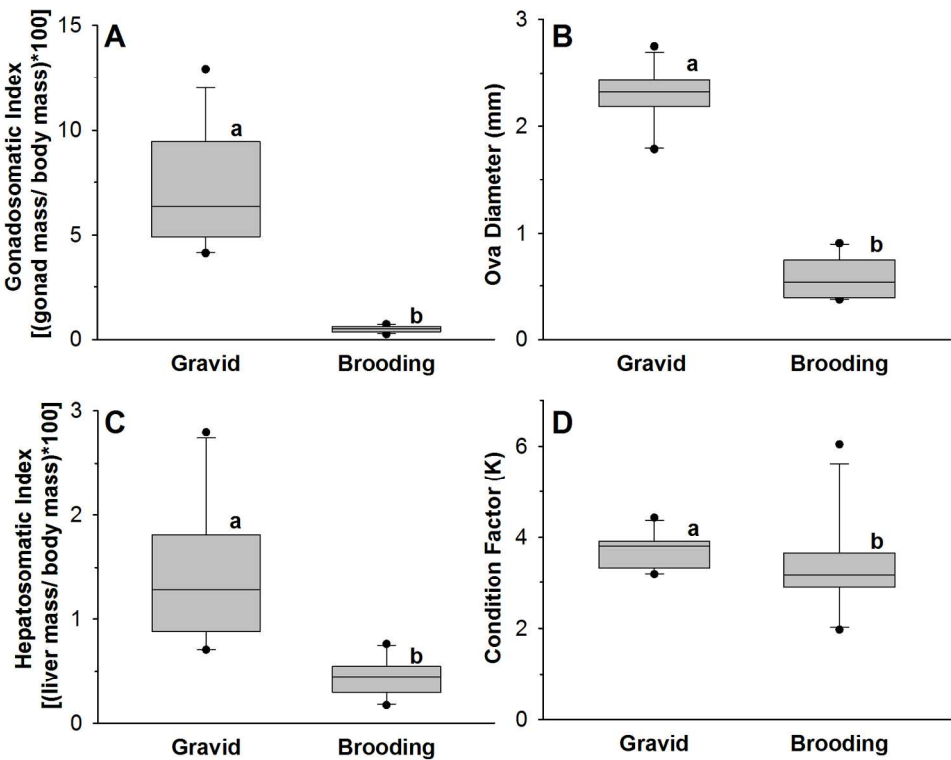 A
Gonadosomatic Index
[(gonad mass/ body mass)*100]
15
10
5
0
a
b
Gravid
Brooding
B
Ova Diameter (mm)
3
2
1
0
a
b
Gravid
Brooding
C
Hepatosomatic Index
[(liver mass/ body mass)*100]
3
2
1
0
a
b
Gravid
Brooding
D
Condition Factor (K)
6
4
2
0
a
b
Gravid
Brooding